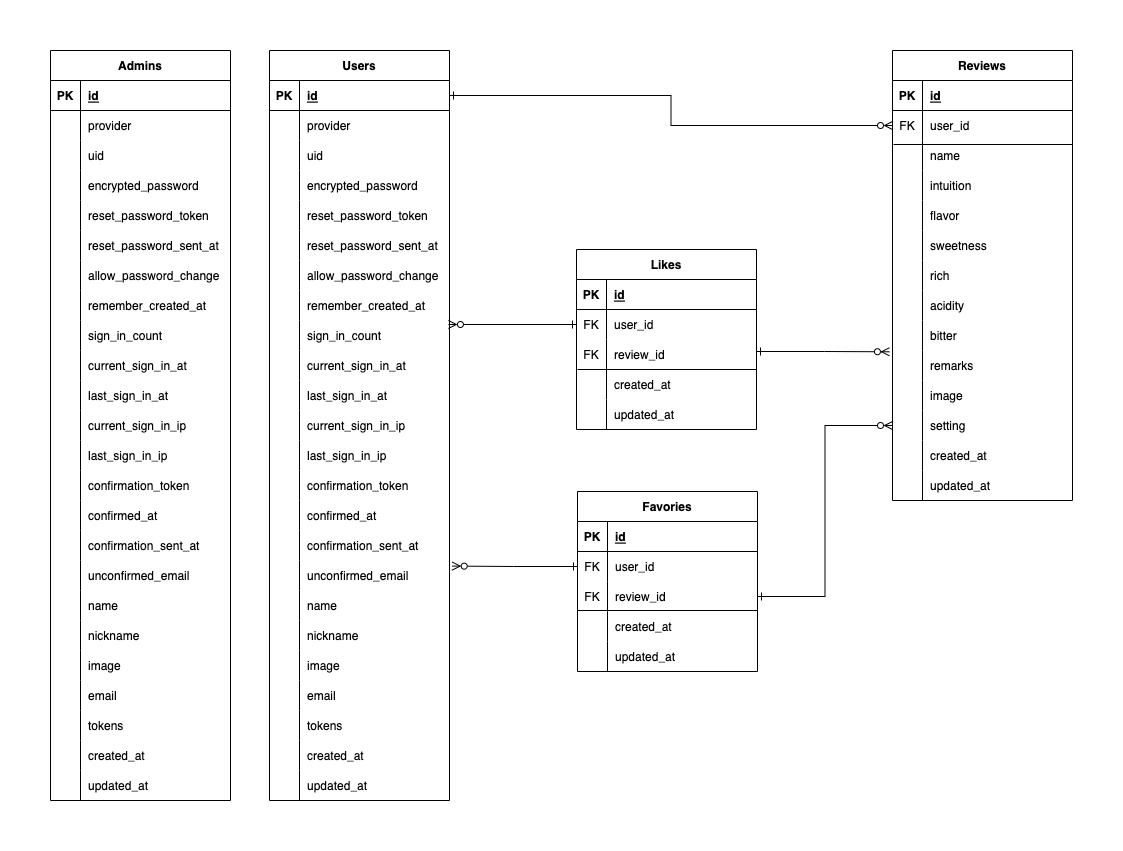 Admins
PK id
provider
uid
encrypted_password
reset_password_token
reset_password_sent_at
allow_password_change
remember_created_at
sign_in_count
current_sign_in_at
last_sign_in_at
current_sign_in_ip
last_sign_in_ip
confirmation_token
confirmed_at
confirmation_sent_at
unconfirmed_email
name
nickname
image
email
tokens
created_at
updated_at
Users
PK id
provider
uid
encrypted_password
reset_password_token
reset_password_sent_at
allow_password_change
remember_created_at
sign_in_count
current_sign_in_at
last_sign_in_at
current_sign_in_ip
last_sign_in_ip
confirmation_token
confirmed_at
confirmation_sent_at
unconfirmed_email
name
nickname
image
email
tokens
created_at
updated_at
Likes
PK id
FK user_id
FK review_id
created_at
updated_at
Favories
PK id
FK user_id
FK review_id
created_at
updated_at
Reviews
PK id
FK user_id
name
intuition
flavor
sweetness
rich
acidity
bitter
remarks
image
setting
created_at
updated_at